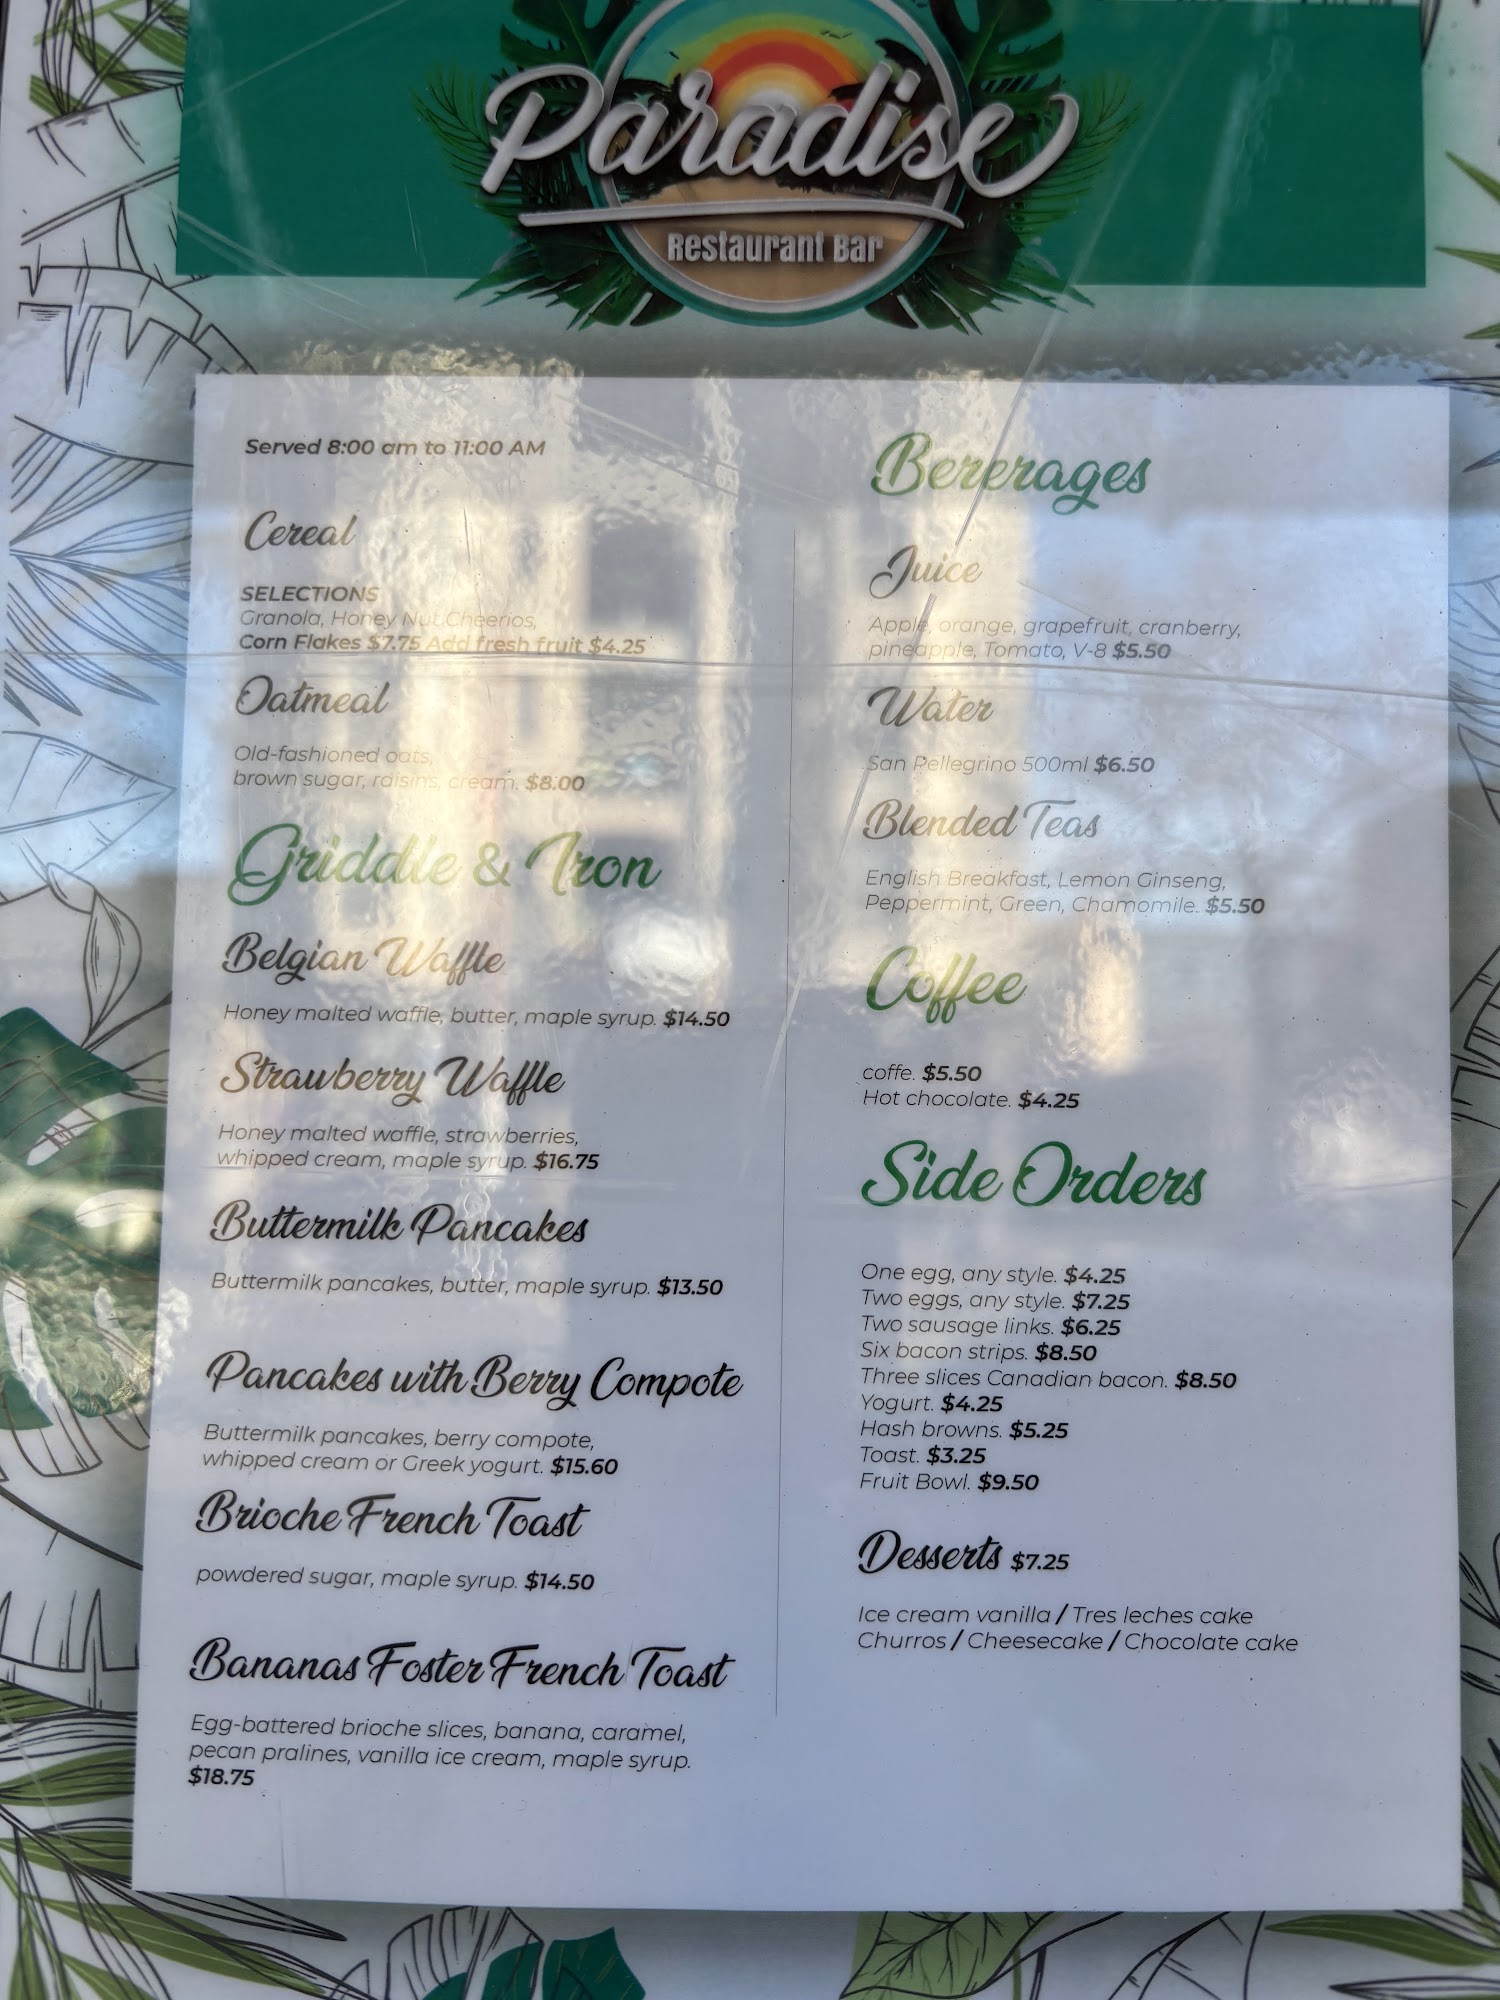 Paradise
Restaurant Bar
Served 8:00 am to 11:00 AM
Cereal
SELECTIONS
Granola, Honey Nut Cheerios,
Corn Flakes $7.75 Add fresh fruit $4.25
Oatmeal
Old-fashioned oats,
brown sugar, raisins, cream. $8.00
Griddle & Iron
Belgian Waffle
Honey malted waffle, butter, maple syrup. $14.50
Strawberry Waffle
Honey malted waffle, strawberries,
whipped cream, maple syrup. $16.75
Buttermilk Pancakes
Buttermilk pancakes, butter, maple syrup. $13.50
Pancakes with Berry Compote
Buttermilk pancakes, berry compote,
whipped cream or Greek yogurt. $15.60
Brioche French Toast
powdered sugar, maple syrup. $14.50
Bananas Foster French Toast
Egg-battered brioche slices, banana, caramel,
pecan pralines, vanilla ice cream, maple syrup.
$18.75
Bererages
Juice
Apple, orange, grapefruit, cranberry,
pineapple, Tomato, V-8 $5.50
Water
San Pellegrino 500ml $6.50
Blended Teas
English Breakfast, Lemon Ginseng,
Peppermint, Green, Chamomile. $5.50
Coffee
coffe. $5.50
Hot chocolate. $4.25
Side Orders
One egg, any style. $4.25
Two eggs, any style. $7.25
Two sausage links. $6.25
Six bacon strips. $8.50
Three slices Canadian bacon. $8.50
Yogurt. $4.25
Hash browns. $5.25
Toast. $3.25
Fruit Bowl. $9.50
Desserts $7.25
Ice cream vanilla / Tres leches cake
Churros / Cheesecake / Chocolate cake